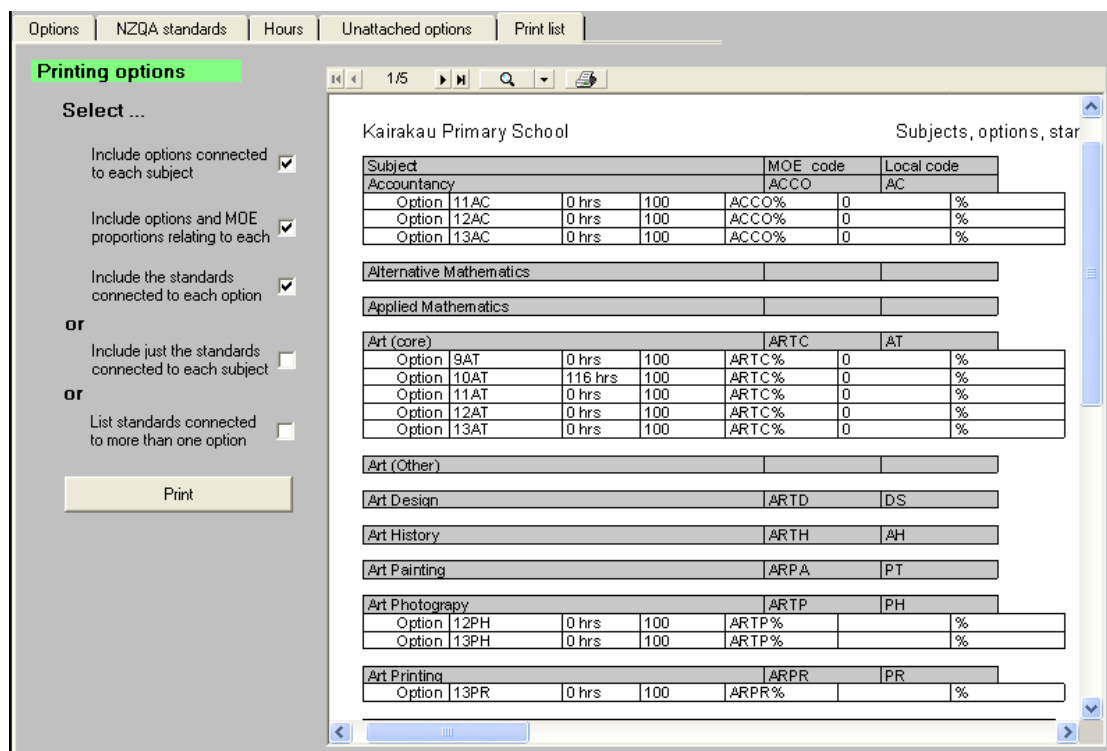 Options NZQA standards Hours Unattached options Print list
Printing options
Select ...
Include options connected
to each subject
Include options and MOE
proportions relating to each
Include the standards
connected to each option
or
Include just the standards
connected to each subject
or
List standards connected
to more than one option
Print
1/5
Kairakau Primary School Subjects, options, star
Subject MOE code Local code
Accountancy ACCO AC
Option 11AC 0 hrs 100 ACCO% 0 %
Option 12AC 0 hrs 100 ACCO% 0 %
Option 13AC 0 hrs 100 ACCO% 0 %
Alternative Mathematics
Applied Mathematics
Art (core) ARTC AT
Option 9AT 0 hrs 100 ARTC% 0 %
Option 10AT 116 hrs 100 ARTC% 0 %
Option 11AT 0 hrs 100 ARTC% 0 %
Option 12AT 0 hrs 100 ARTC% 0 %
Option 13AT 0 hrs 100 ARTC% 0 %
Art (Other)
Art Design ARTD DS
Art History ARTH AH
Art Painting ARPA PT
Art Photograpy ARTP PH
Option 12PH 0 hrs 100 ARTP% %
Option 13PH 0 hrs 100 ARTP% %
Art Printing ARPR PR
Option 13PR 0 hrs 100 ARPR% %